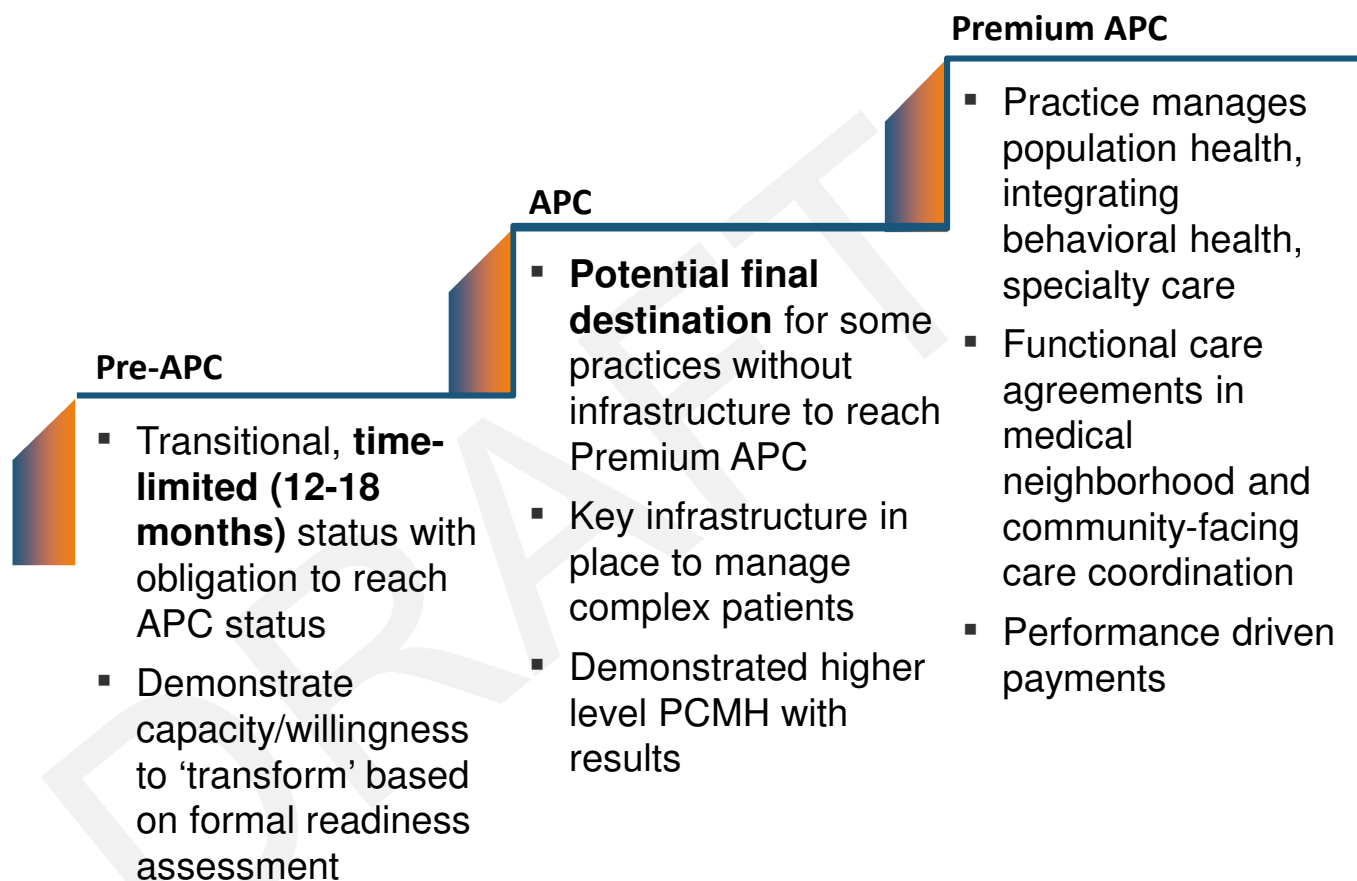 Premium APC
▪ Practice manages
population health,
integrating
behavioral health,
specialty care
▪ Functional care
agreements in
medical
neighborhood and
community-facing
care coordination
▪ Performance driven
payments
APC
▪ Potential final
destination for some
practices without
infrastructure to reach
Premium APC
▪ Key infrastructure in
place to manage
complex patients
▪ Demonstrated higher
level PCMH with
results
Pre-APC
▪ Transitional, time-
limited (12-18
months) status with
obligation to reach
APC status
▪ Demonstrate
capacity/willingness
to ‘transform’ based
on formal readiness
assessment
DRAFT